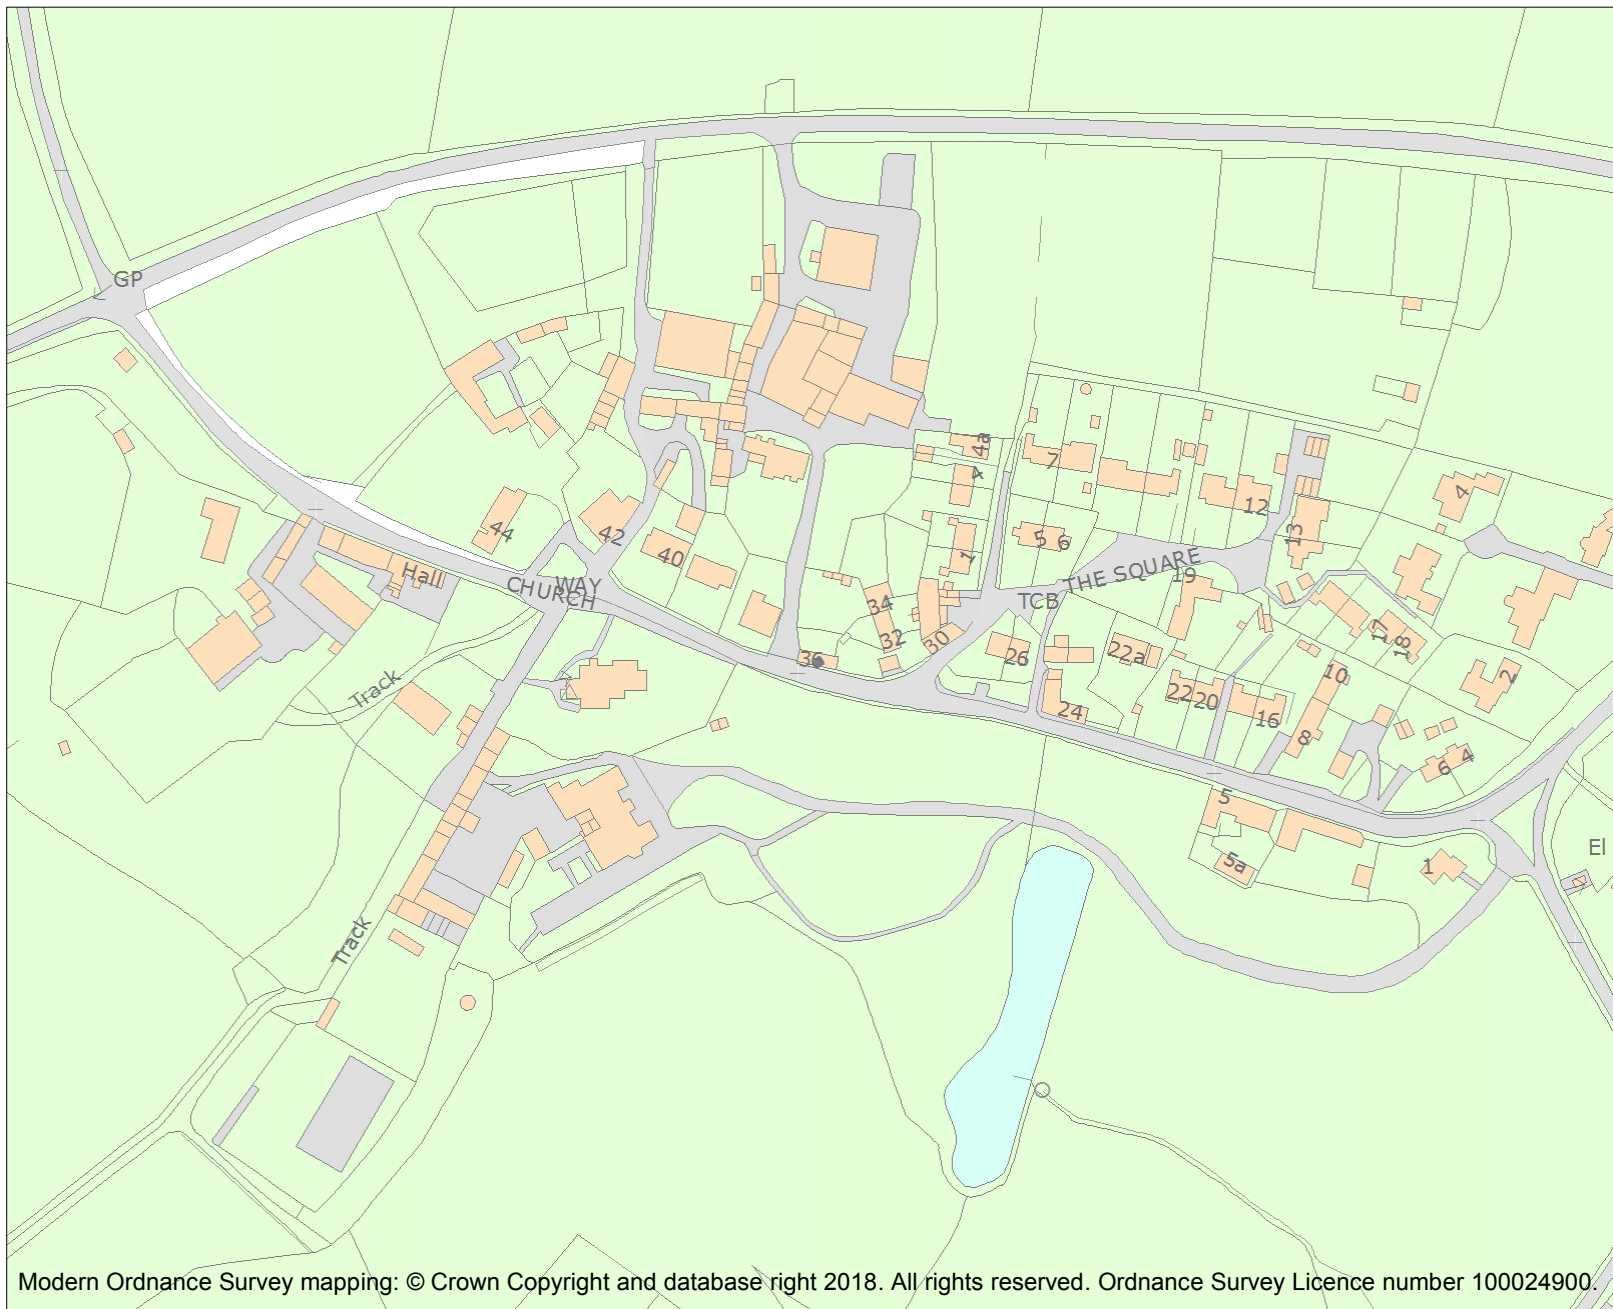 GP
4a
4
7
12
13
4
44
42
40
Hall
CHURCH WAY
1
5
6
THE SQUARE
19
TCB
34
32
30
36
26
22a
17
18
Track
24
22
20
16
10
8
2
6
4
5
5a
1
El
Track
Modern Ordnance Survey mapping: © Crown Copyright and database right 2018. All rights reserved. Ordnance Survey Licence number 100024900.